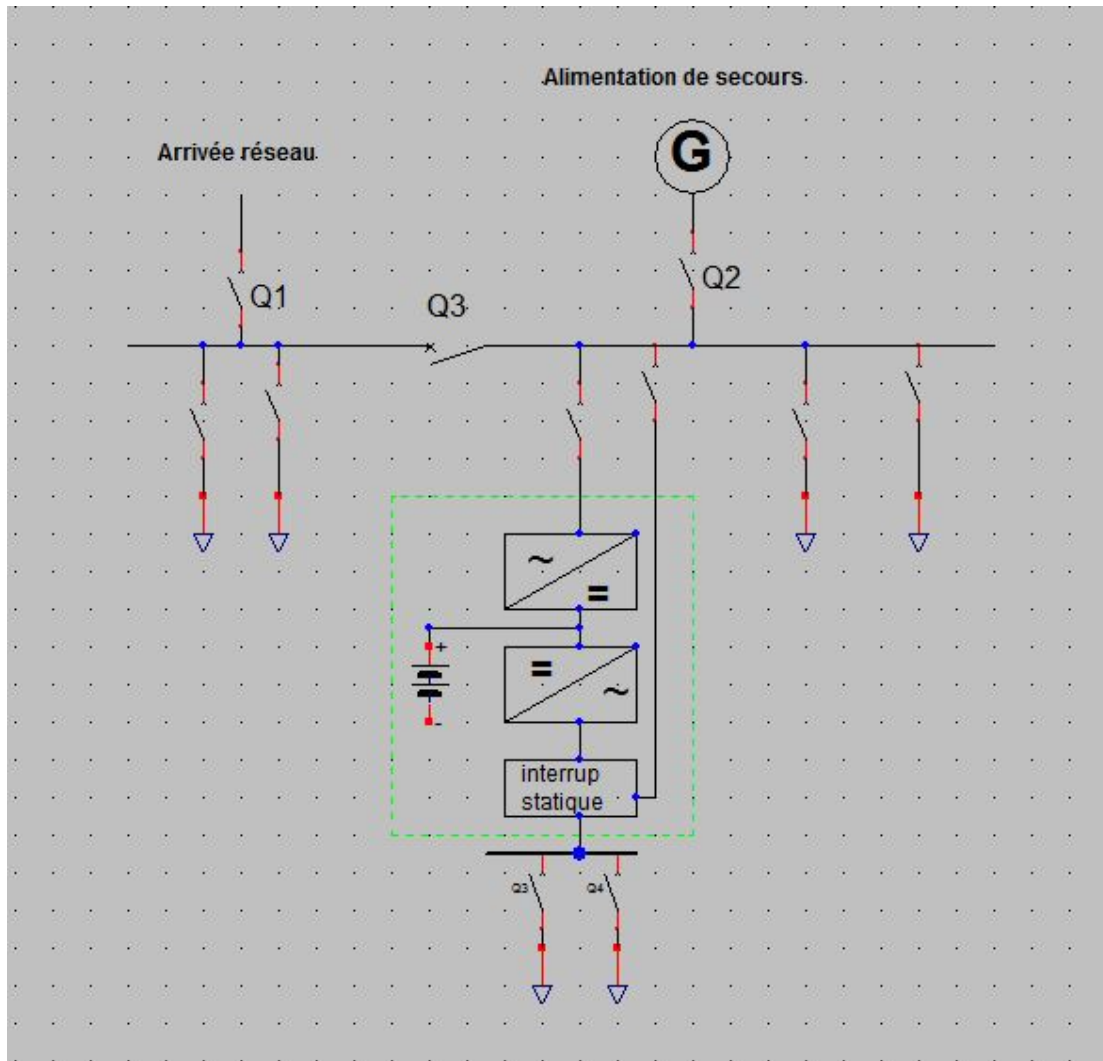 Alimentation de secours
G
Arrivée réseau
Q1
Q3
Q2
~
=
+
=
~
-
interrup
statique
Q3
Q4